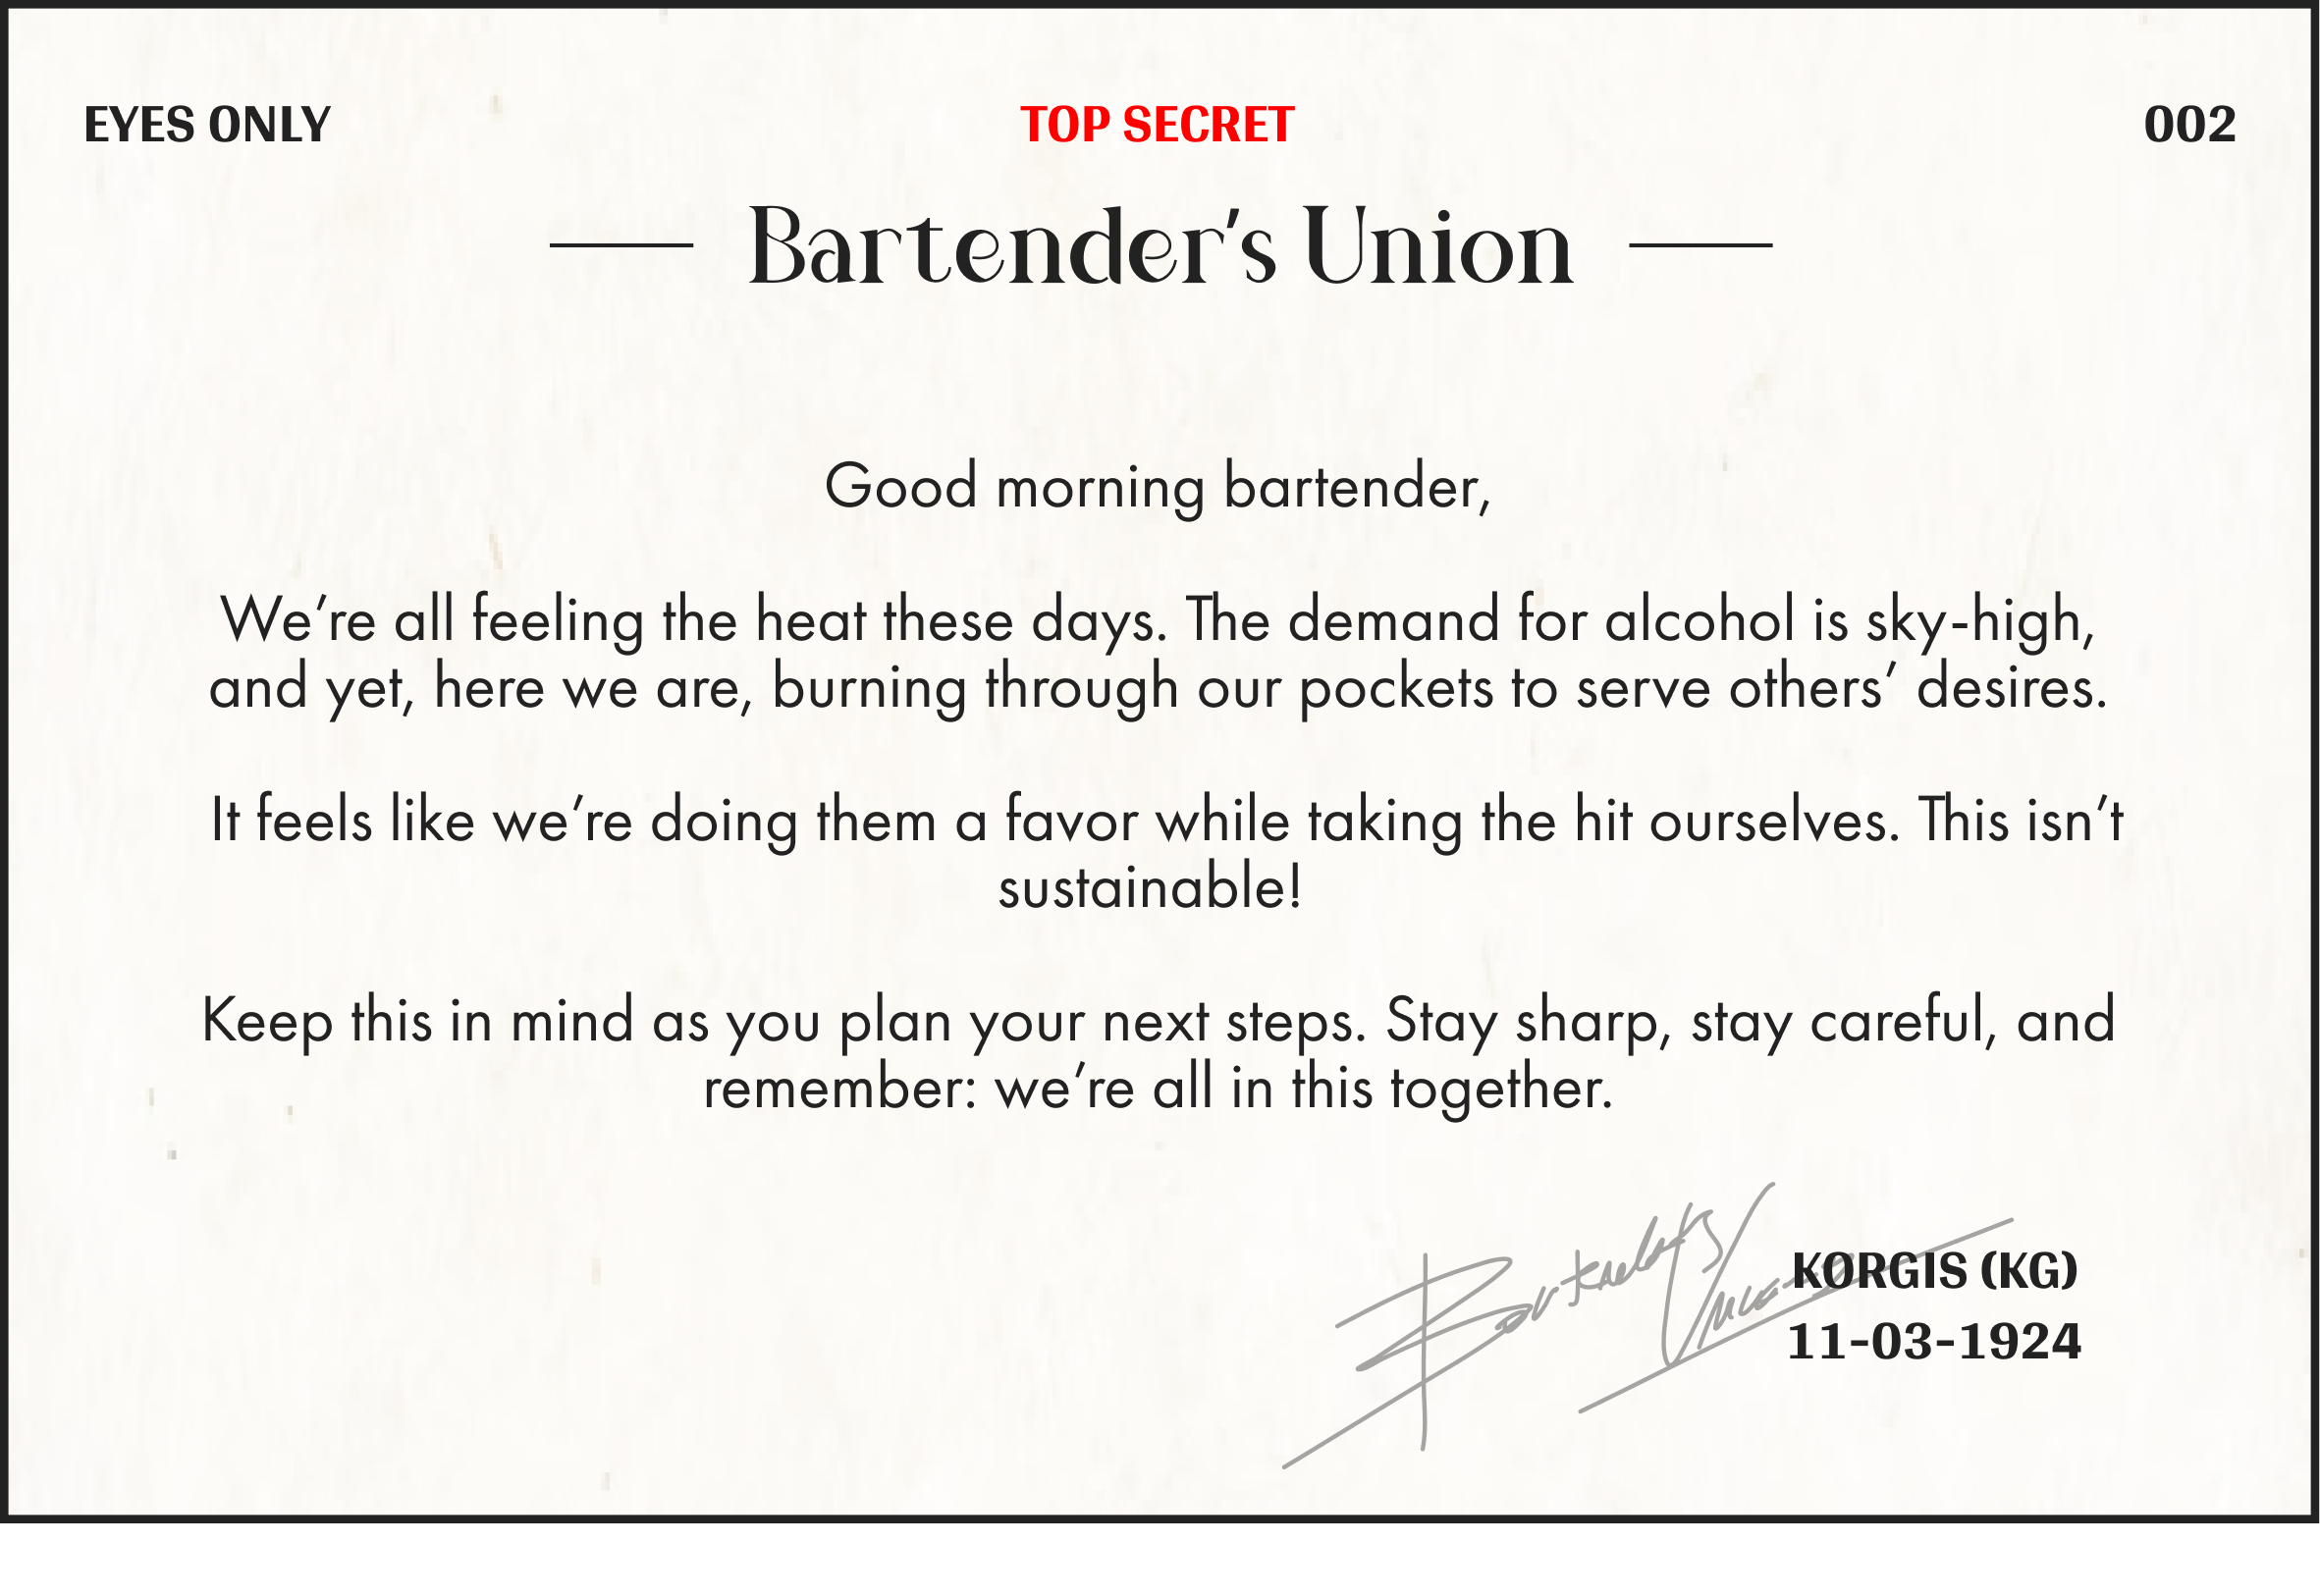 EYES ONLY
TOP SECRET
002
Bartender’s Union
Good morning bartender,
We’re all feeling the heat these days. The demand for alcohol is sky-high,
and yet, here we are, burning through our pockets to serve others’ desires.
It feels like we’re doing them a favor while taking the hit ourselves. This isn’t
sustainable!
Keep this in mind as you plan your next steps. Stay sharp, stay careful, and
remember: we’re all in this together.
Bartender's Union
KORGIS (KG)
11-03-1924